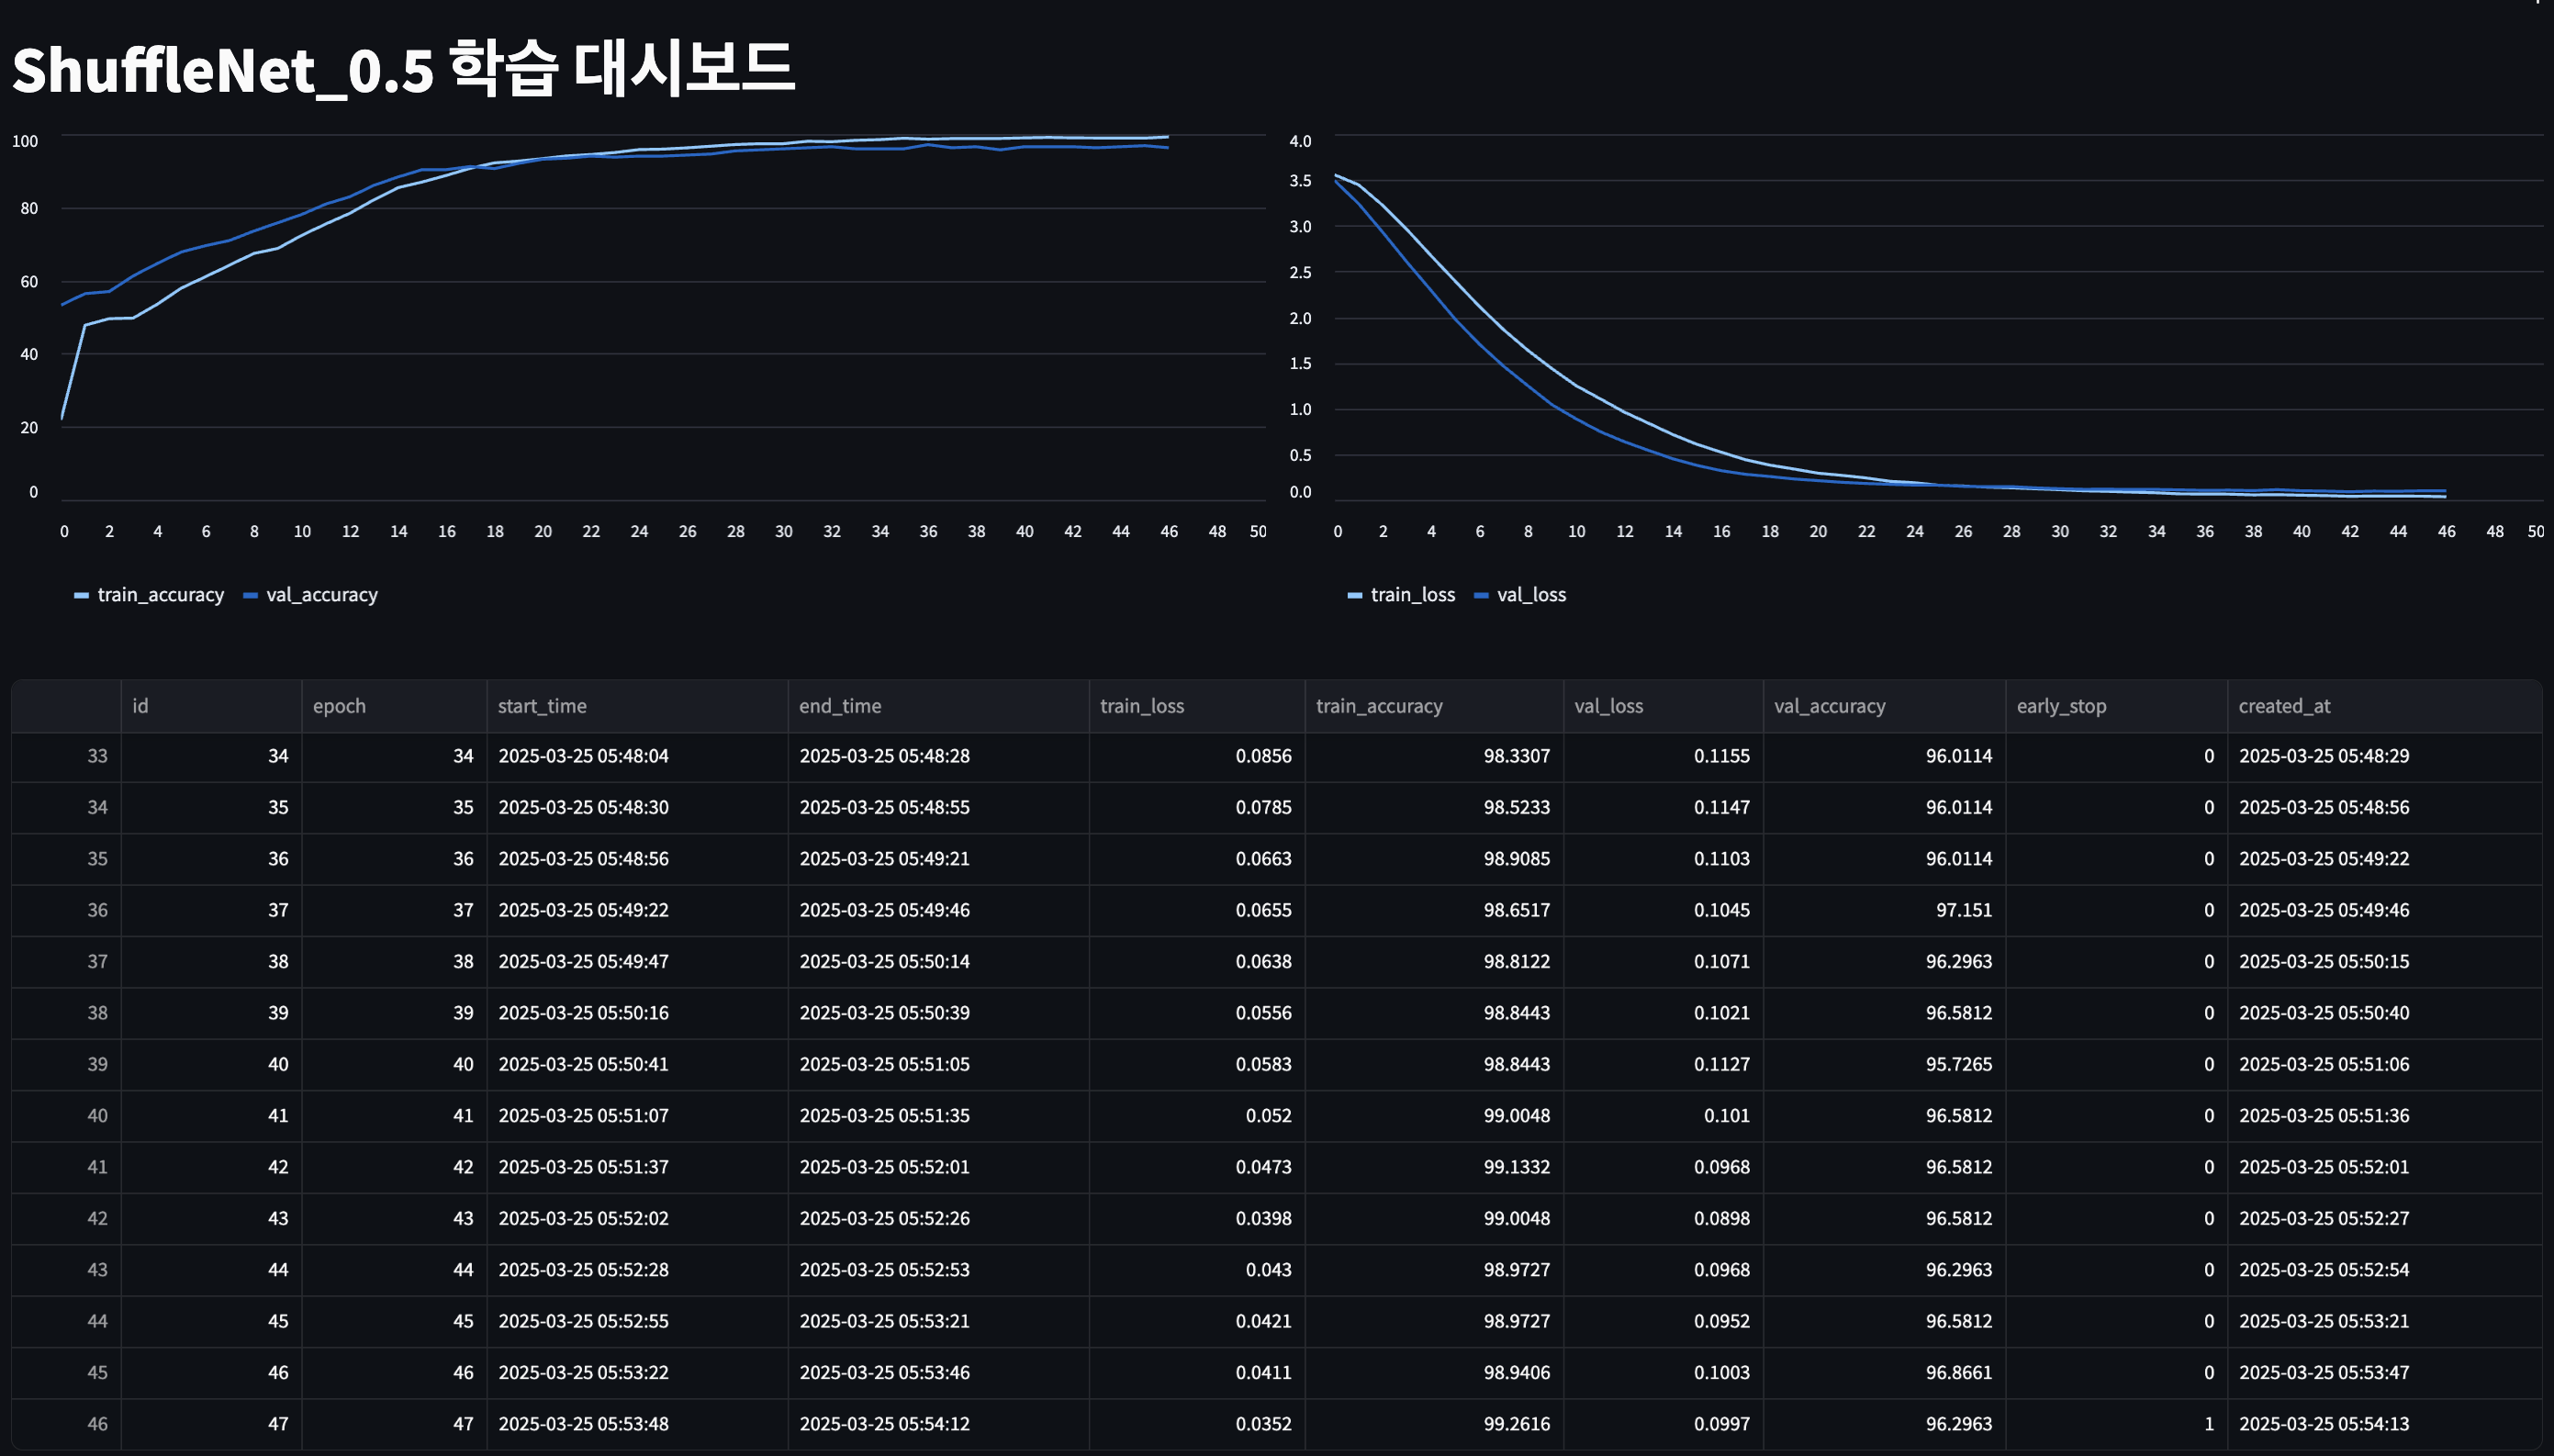 ShuffleNet_0.5 학습 대시보드
100
80
60
40
20
0
0 2 4 6 8 10 12 14 16 18 20 22 24 26 28 30 32 34 36 38 40 42 44 46 48 50
train_accuracy val_accuracy
4.0
3.5
3.0
2.5
2.0
1.5
1.0
0.5
0.0
0 2 4 6 8 10 12 14 16 18 20 22 24 26 28 30 32 34 36 38 40 42 44 46 48 50
train_loss val_loss
id epoch start_time end_time train_loss train_accuracy val_loss val_accuracy early_stop created_at
33 34 34 2025-03-25 05:48:04 2025-03-25 05:48:28 0.0856 98.3307 0.1155 96.0114 0 2025-03-25 05:48:29
34 35 35 2025-03-25 05:48:30 2025-03-25 05:48:55 0.0785 98.5233 0.1147 96.0114 0 2025-03-25 05:48:56
35 36 36 2025-03-25 05:48:56 2025-03-25 05:49:21 0.0663 98.9085 0.1103 96.0114 0 2025-03-25 05:49:22
36 37 37 2025-03-25 05:49:22 2025-03-25 05:49:46 0.0655 98.6517 0.1045 97.151 0 2025-03-25 05:49:46
37 38 38 2025-03-25 05:49:47 2025-03-25 05:50:14 0.0638 98.8122 0.1071 96.2963 0 2025-03-25 05:50:15
38 39 39 2025-03-25 05:50:16 2025-03-25 05:50:39 0.0556 98.8443 0.1021 96.5812 0 2025-03-25 05:50:40
39 40 40 2025-03-25 05:50:41 2025-03-25 05:51:05 0.0583 98.8443 0.1127 95.7265 0 2025-03-25 05:51:06
40 41 41 2025-03-25 05:51:07 2025-03-25 05:51:35 0.052 99.0048 0.101 96.5812 0 2025-03-25 05:51:36
41 42 42 2025-03-25 05:51:37 2025-03-25 05:52:01 0.0473 99.1332 0.0968 96.5812 0 2025-03-25 05:52:01
42 43 43 2025-03-25 05:52:02 2025-03-25 05:52:26 0.0398 99.0048 0.0898 96.5812 0 2025-03-25 05:52:27
43 44 44 2025-03-25 05:52:28 2025-03-25 05:52:53 0.043 98.9727 0.0968 96.2963 0 2025-03-25 05:52:54
44 45 45 2025-03-25 05:52:55 2025-03-25 05:53:21 0.0421 98.9727 0.0952 96.5812 0 2025-03-25 05:53:21
45 46 46 2025-03-25 05:53:22 2025-03-25 05:53:46 0.0411 98.9406 0.1003 96.8661 0 2025-03-25 05:53:47
46 47 47 2025-03-25 05:53:48 2025-03-25 05:54:12 0.0352 99.2616 0.0997 96.2963 1 2025-03-25 05:54:13